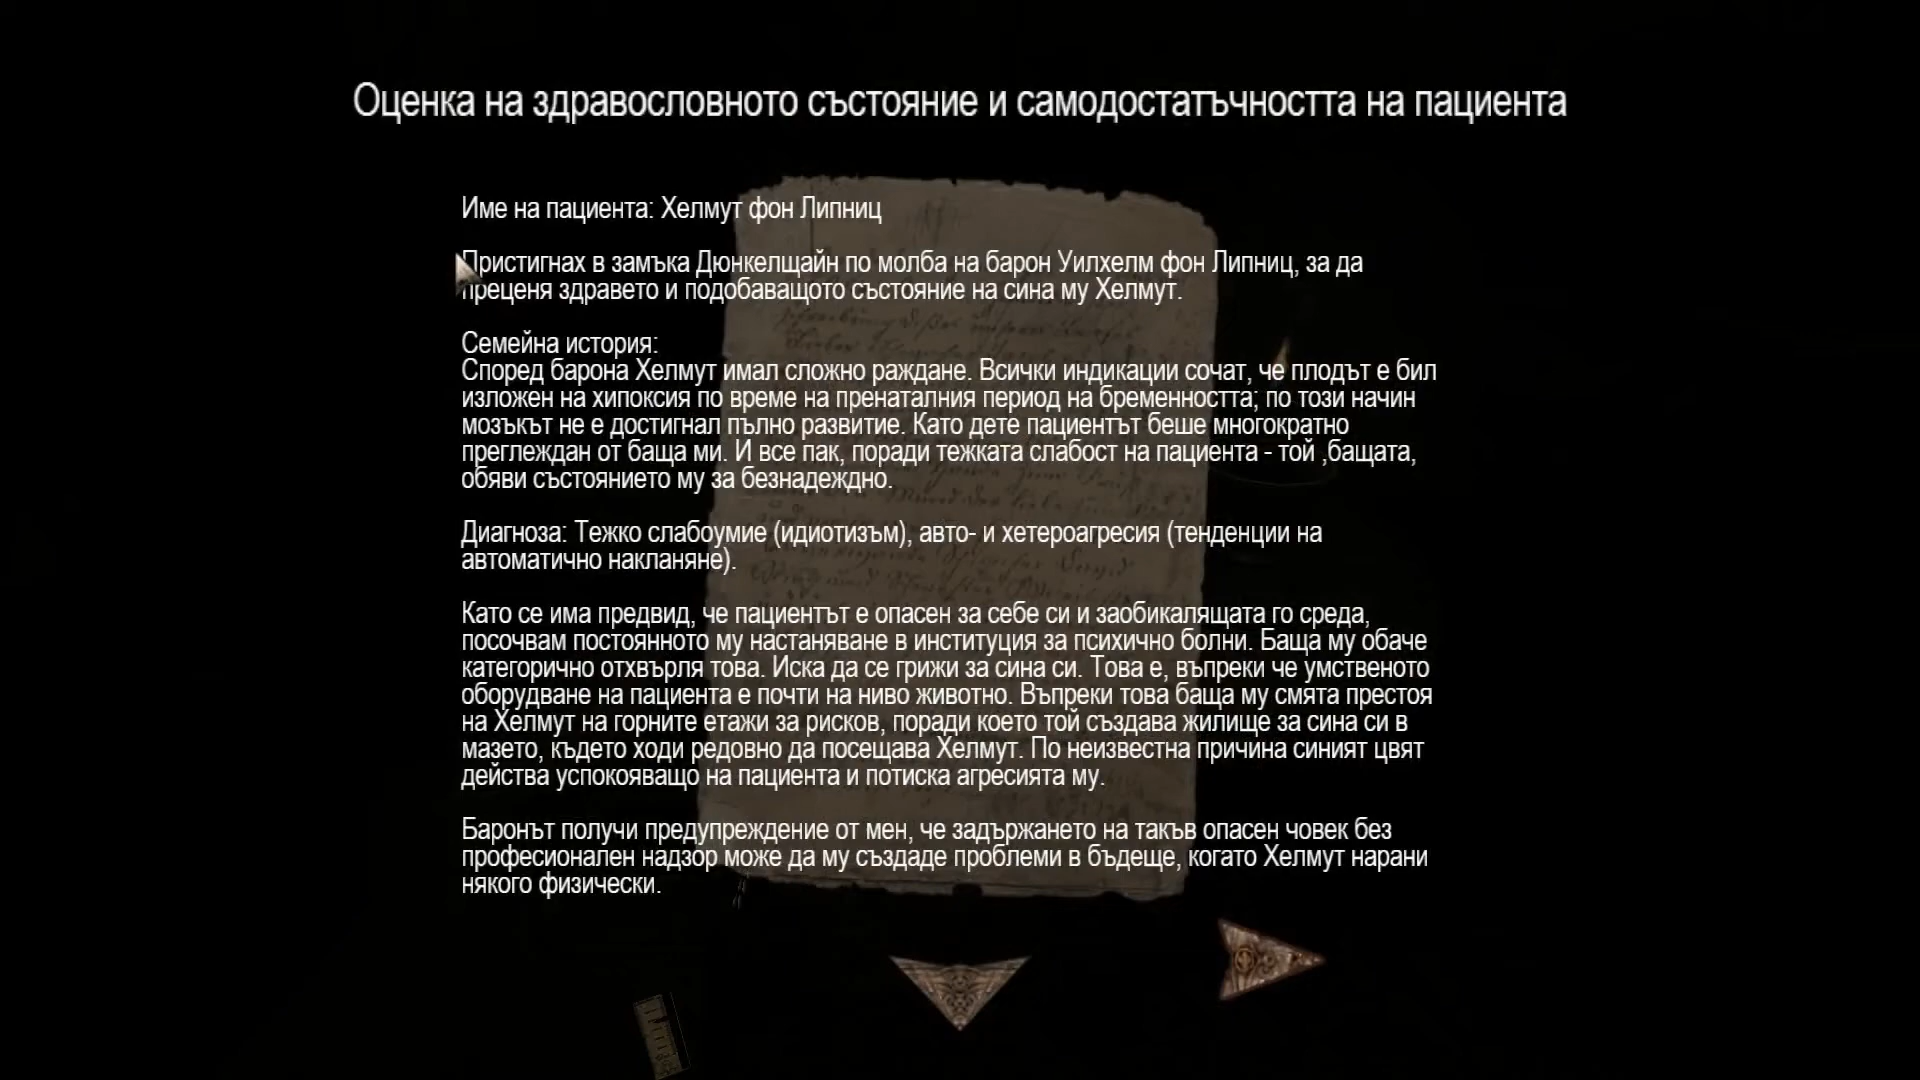 Оценка на здравословното състояние и самодостатъчността на пациента
Име на пациента: Хелмут фон Липниц
Пристигнах в замъка Дюнкелщайн по молба на барон Уилхелм фон Липниц, за да
преценя здравето и подобаващото състояние на сина му Хелмут.
Семейна история:
Според барона Хелмут имал сложно раждане. Всички индикации сочат, че плодът е бил
изложен на хипоксия по време на пренаталния период на бременността; по този начин
мозъкът не е достигнал пълно развитие. Като дете пациентът беше многократно
преглеждан от баща ми. И все пак, поради тежката слабост на пациента - той ,бащата,
обяви състоянието му за безнадеждно.
Диагноза: Тежко слабоумие (идиотизъм), авто- и хетероагресия (тенденции на
автоматично накланяне).
Като се има предвид, че пациентът е опасен за себе си и заобикалящата го среда,
посочвам постоянното му настаняване в институция за психично болни. Баща му обаче
категорично отхвърля това. Иска да се грижи за сина си. Това е, въпреки че умственото
оборудване на пациента е почти на ниво животно. Въпреки това баща му смята престоя
на Хелмут на горните етажи за рисков, поради което той създава жилище за сина си в
мазето, където ходи редовно да посещава Хелмут. По неизвестна причина синият цвят
действа успокояващо на пациента и потиска агресията му.
Баронът получи предупреждение от мен, че задържането на такъв опасен човек без
професионален надзор може да му създаде проблеми в бъдеще, когато Хелмут нарани
някого физически.